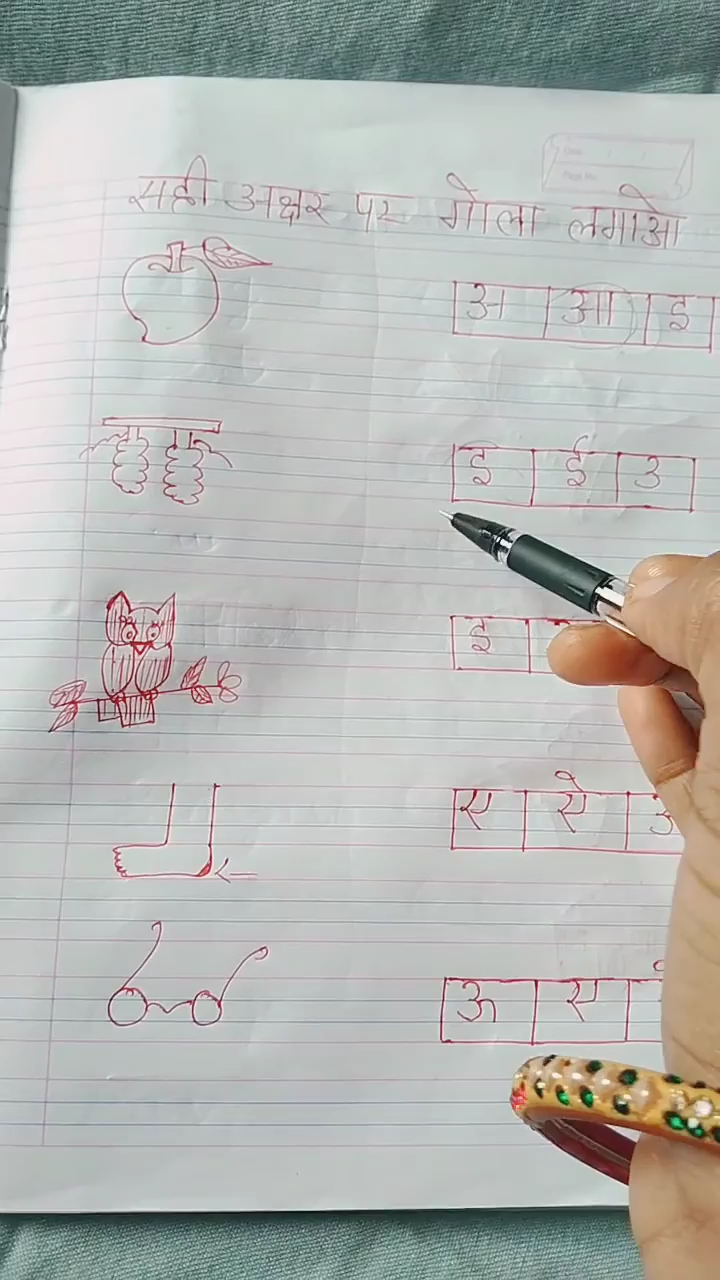 सही अक्षर पर गोला लगाओ
अ आ इ
इ ई उ
इ
ए ऐ
ऊ ए